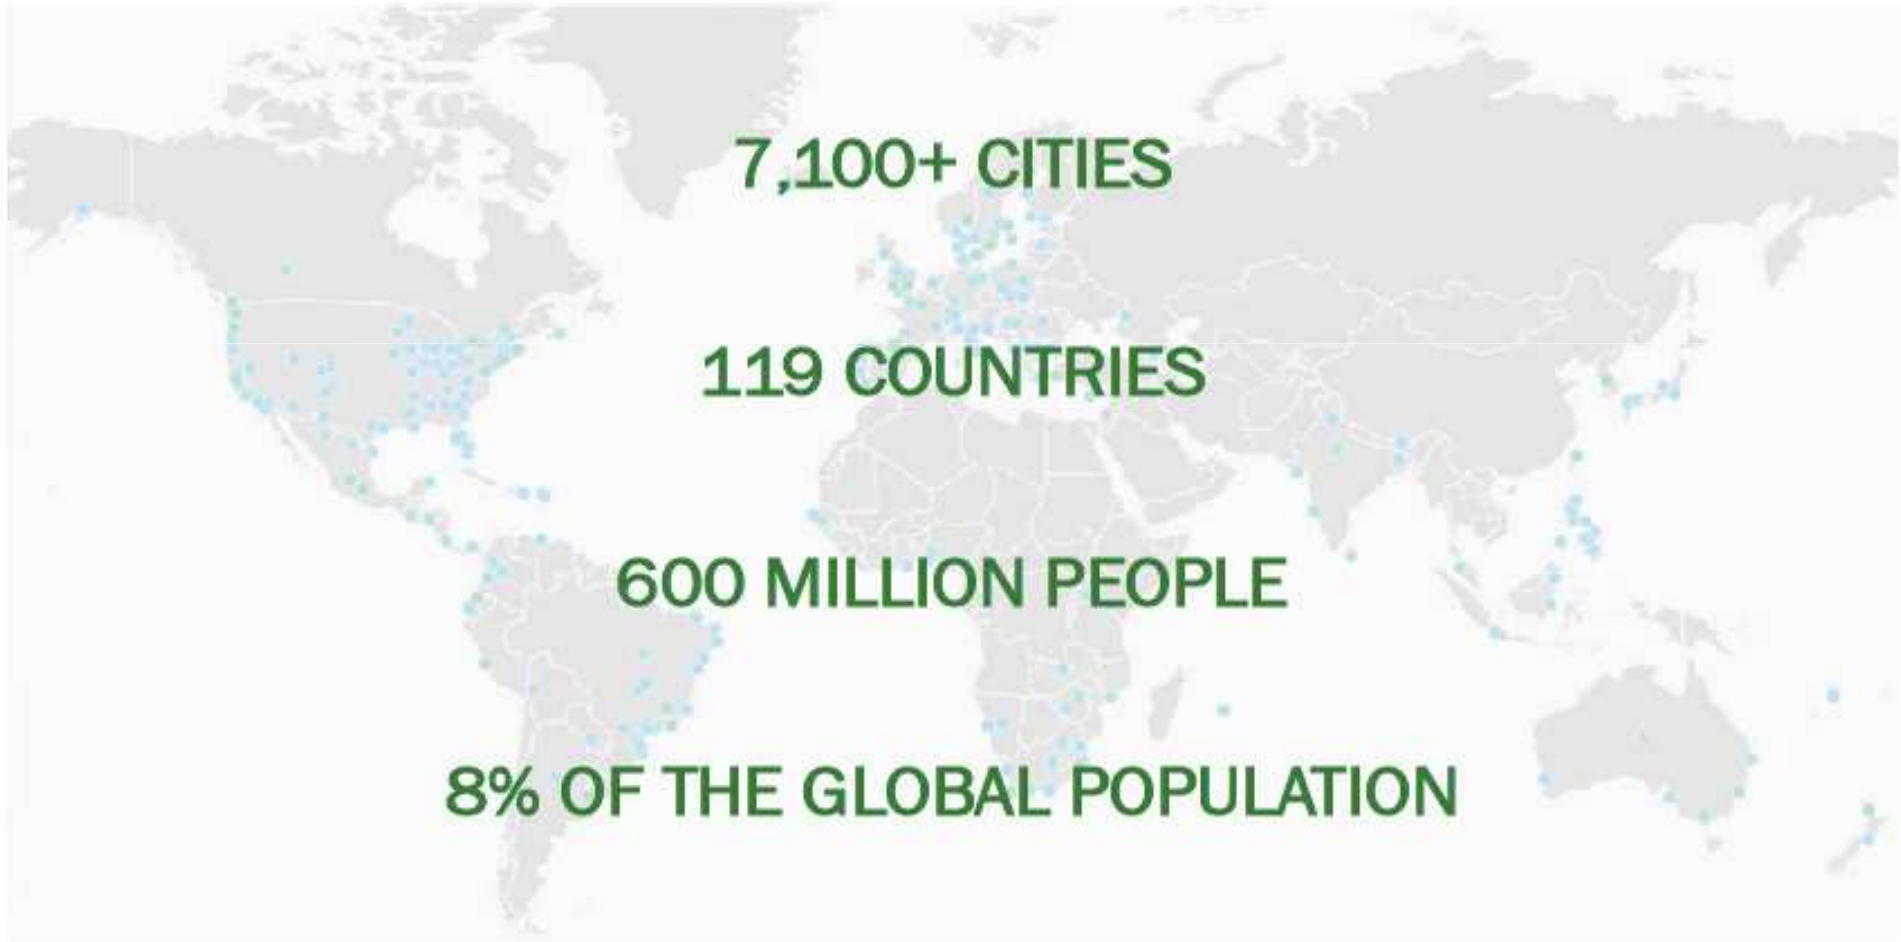 7,100+ CITIES
119 COUNTRIES
600 MILLION PEOPLE
8% OF THE GLOBAL POPULATION